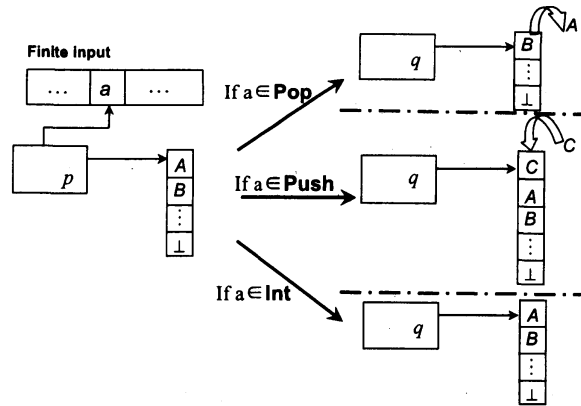 Finite input
... a ...
p
A
B
⋮
⊥
If a ∈ Pop
q
B
⋮
⊥
A
If a ∈ Push
q
C
C
A
B
⋮
⊥
If a ∈ Int
q
A
B
⋮
⊥